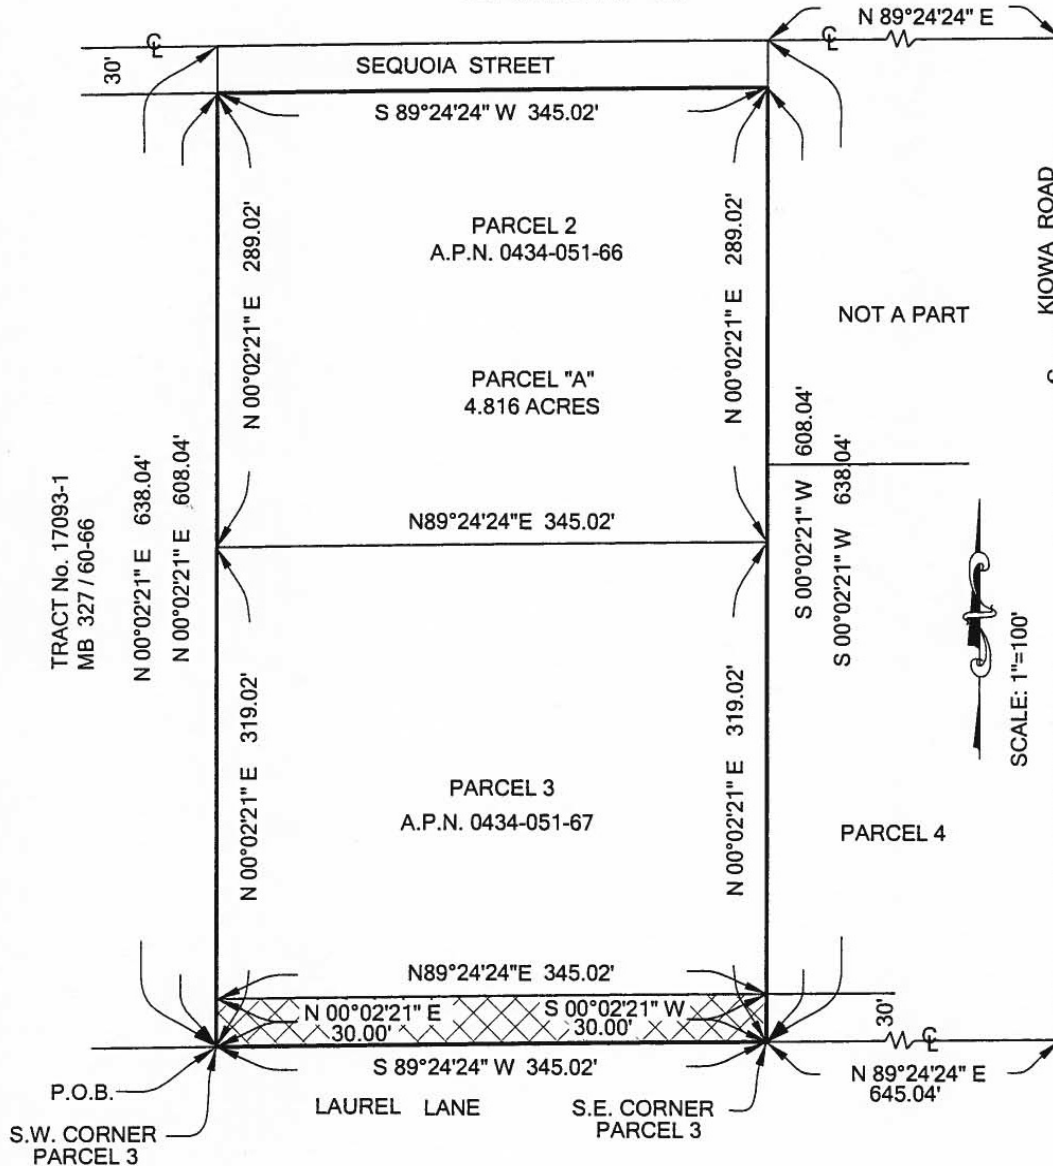 N 89°24'24" E
℄
℄
30'
SEQUOIA STREET
S 89°24'24" W 345.02'
KIOWA ROAD
N 00°02'21" E 289.02'
PARCEL 2
A.P.N. 0434-051-66
N 00°02'21" E 289.02'
NOT A PART
PARCEL "A"
4.816 ACRES
TRACT No. 17093-1
MB 327 / 60-66
N 00°02'21" E 638.04'
N 00°02'21" E 608.04'
S 00°02'21" W 608.04'
S 00°02'21" W 638.04'
N89°24'24"E 345.02'
SCALE: 1"=100'
N 00°02'21" E 319.02'
PARCEL 3
A.P.N. 0434-051-67
N 00°02'21" E 319.02'
PARCEL 4
N89°24'24"E 345.02'
N 00°02'21" E
30.00'
S 00°02'21" W
30.00'
30'
℄
S 89°24'24" W 345.02'
N 89°24'24" E
645.04'
P.O.B.
LAUREL LANE
S.W. CORNER
PARCEL 3
S.E. CORNER
PARCEL 3